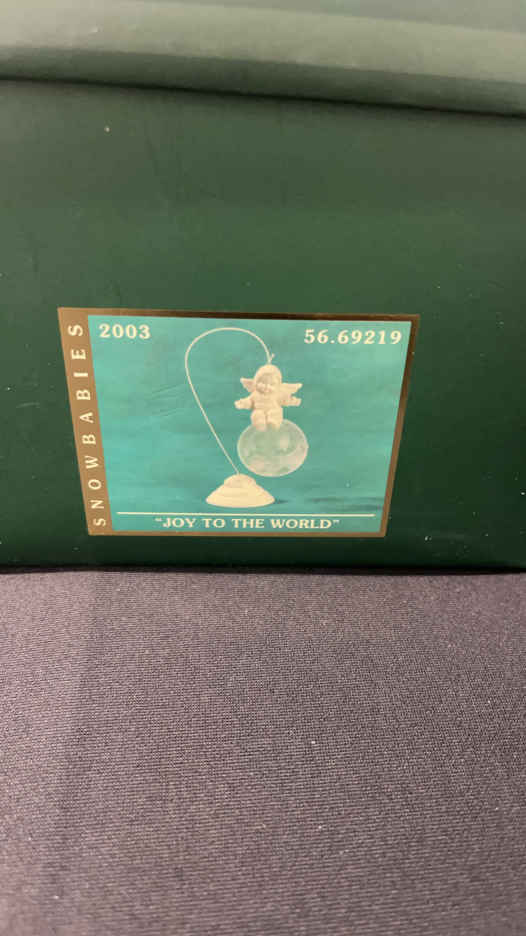 SNOWBABIES
2003
56.69219
"JOY TO THE WORLD"